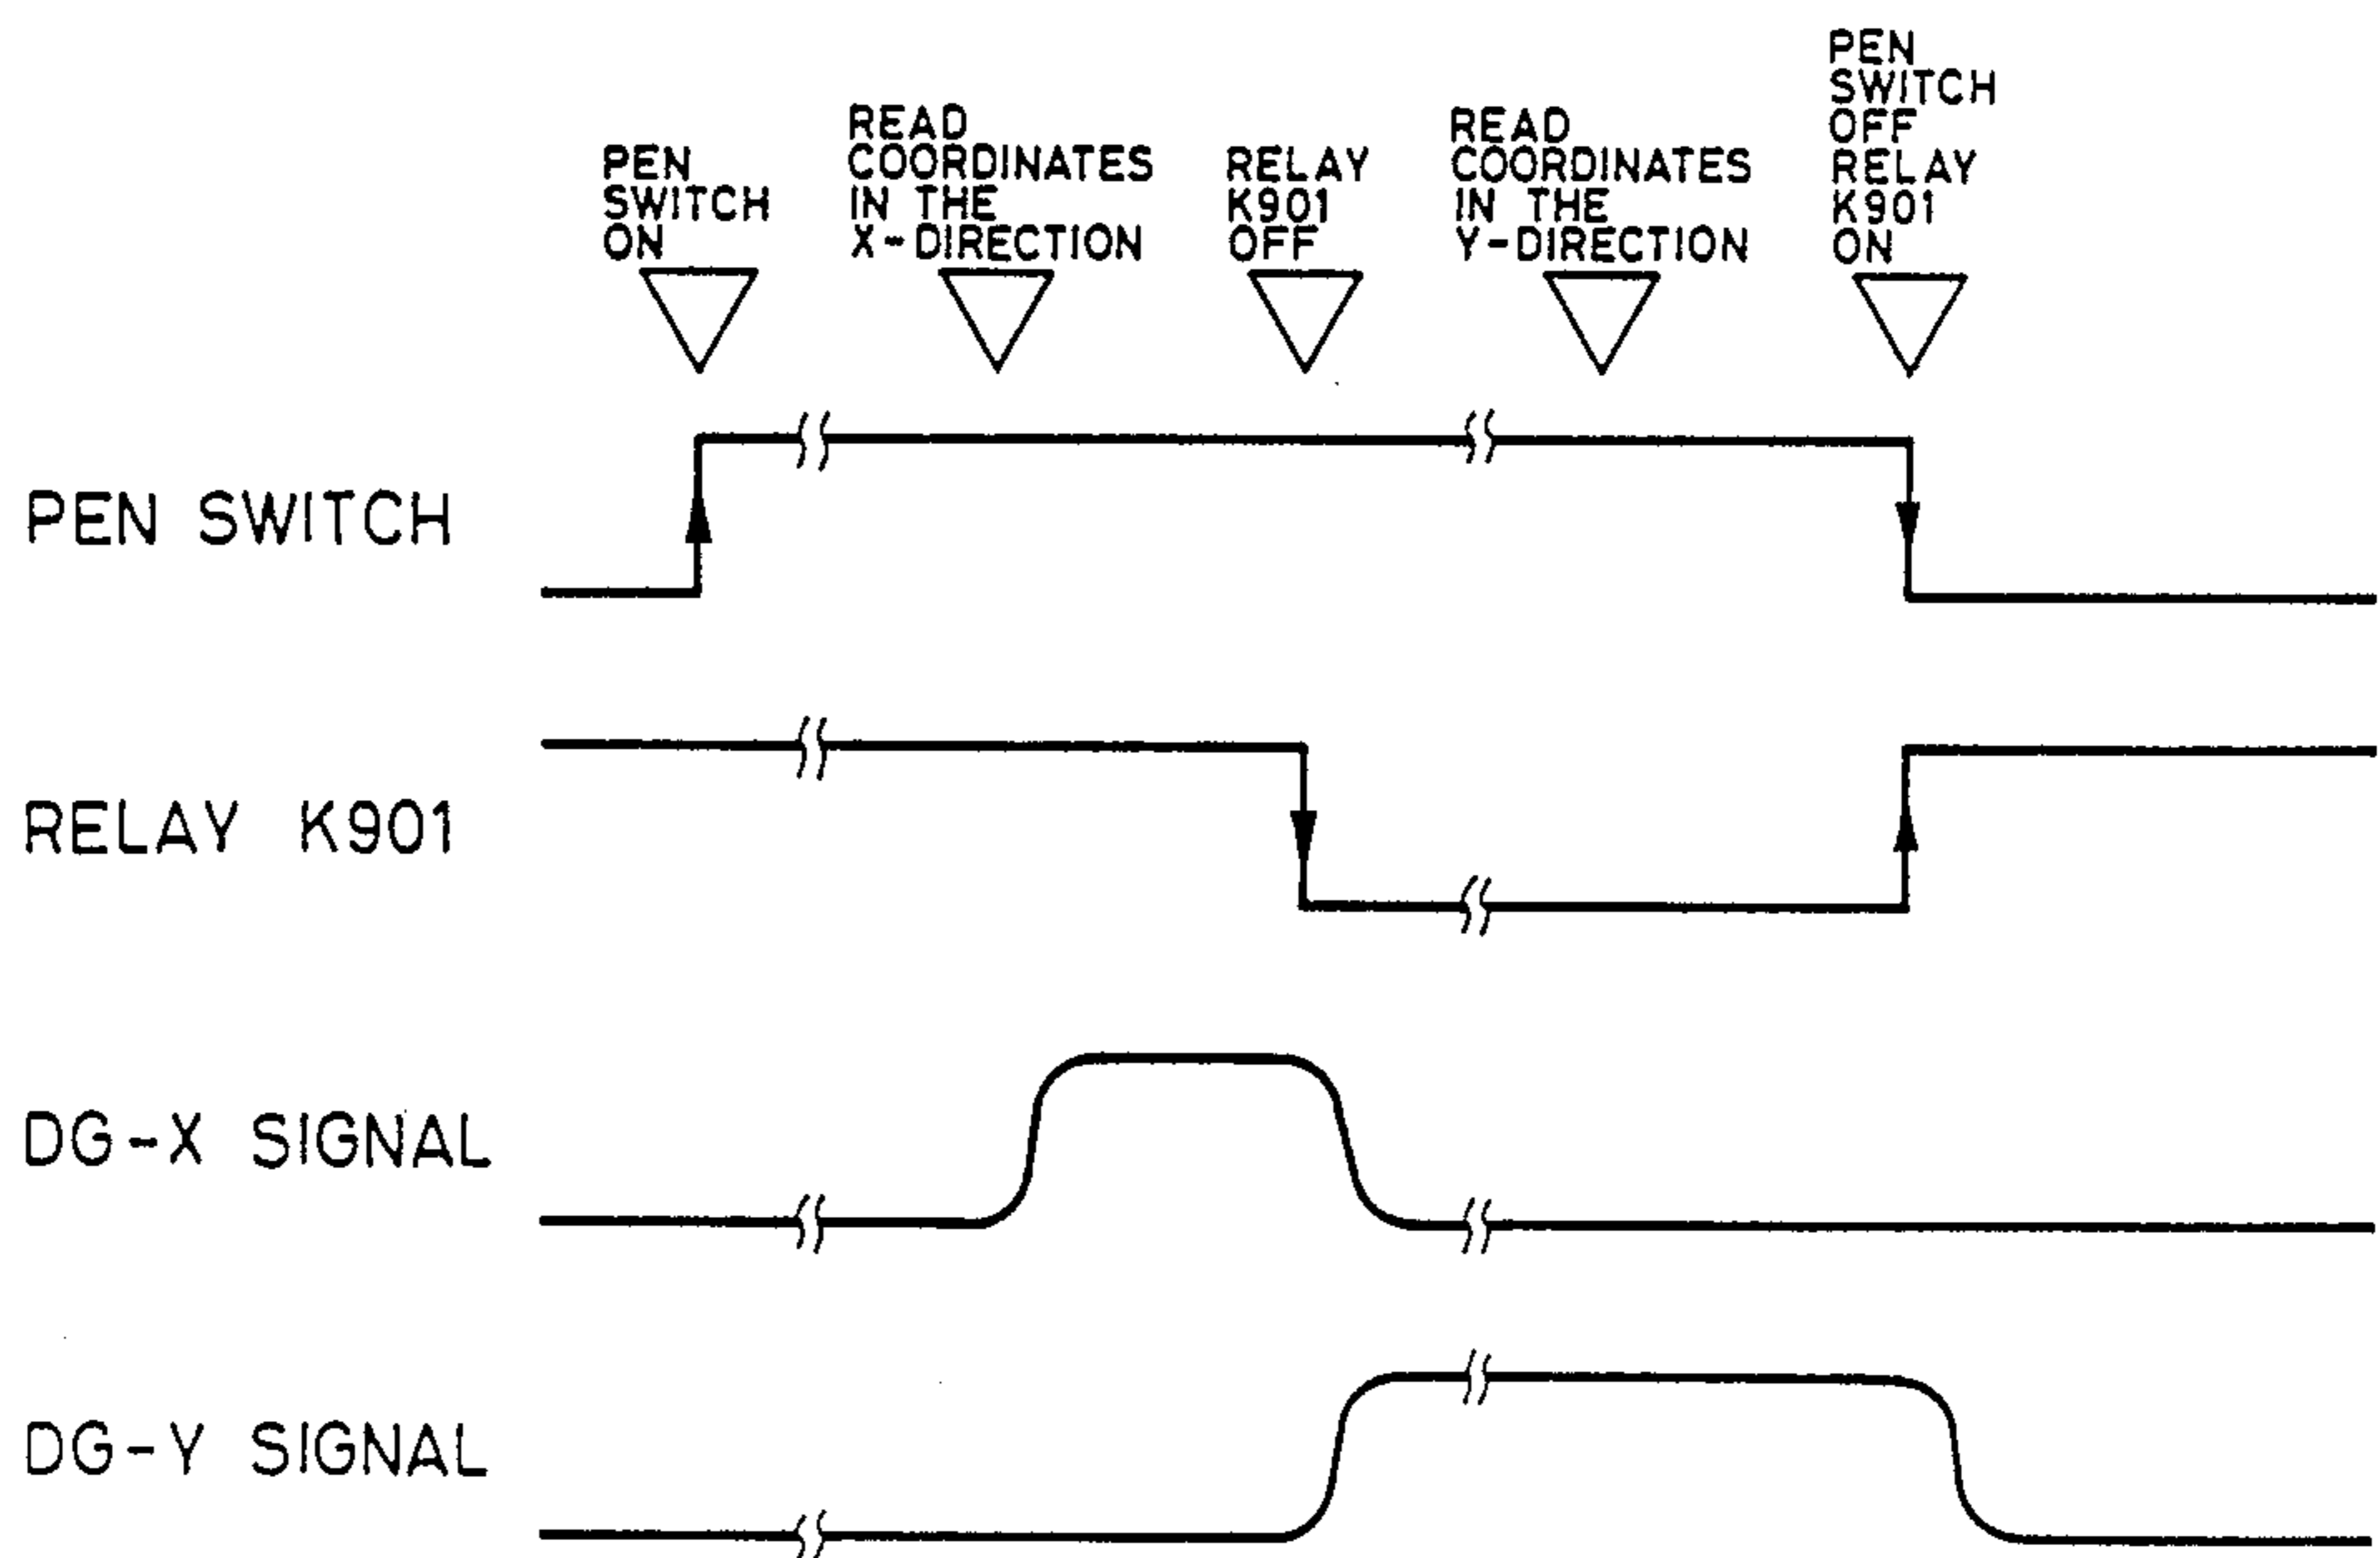 PEN
SWITCH
ON
READ
COORDINATES
IN THE
X-DIRECTION
RELAY
K901
OFF
READ
COORDINATES
IN THE
Y-DIRECTION
PEN
SWITCH
OFF
RELAY
K901
ON
PEN SWITCH
RELAY K901
DG-X SIGNAL
DG-Y SIGNAL